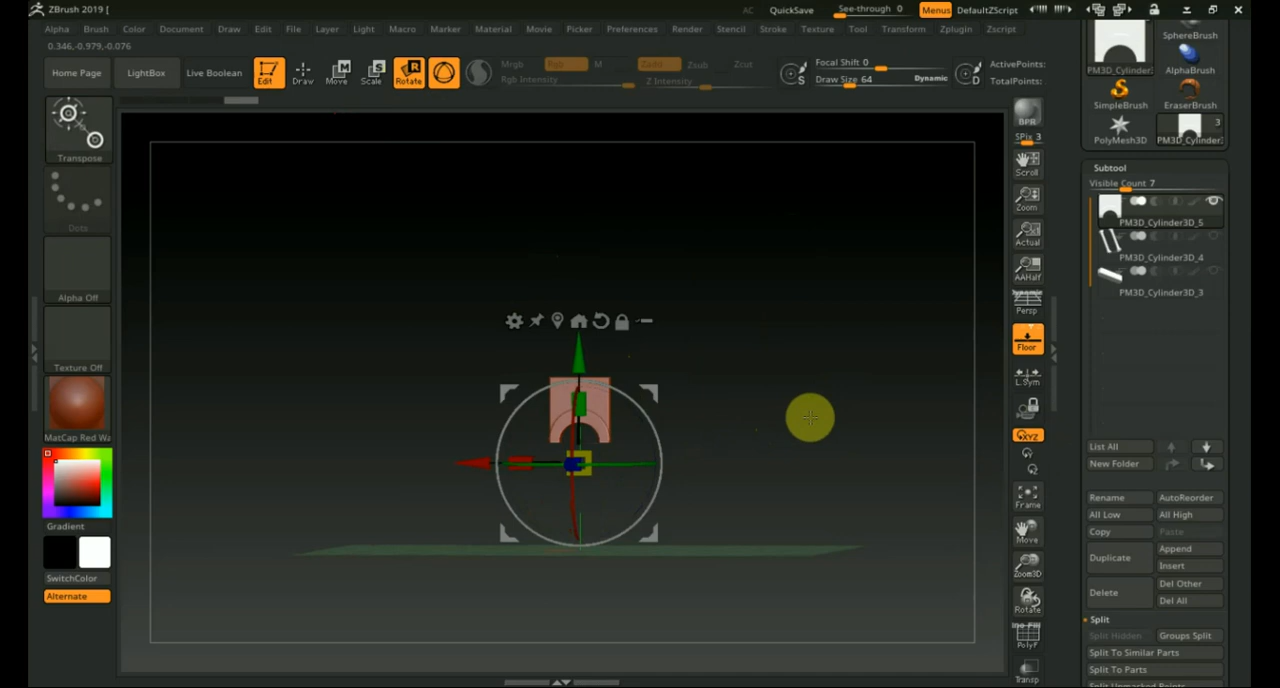 ZBrush 2019 [
AC QuickSave See-through 0 Menus DefaultZScript
Alpha Brush Color Document Draw Edit File Layer Light Macro Marker Material Movie Picker Preferences Render Stencil Stroke Texture Tool Transform Zplugin Zscript
0.346,-0.979,-0.076
Home Page LightBox Live Boolean Edit Draw Move Scale Rotate
Mrgb Rgb M Zadd Zsub Zcut
Rgb Intensity Z Intensity
Focal Shift 0
Draw Size 64 Dynamic
ActivePoints:
TotalPoints:
S
D
Transpose
Dots
Alpha Off
Texture Off
MatCap Red Wa
Gradient
SwitchColor
Alternate
BPR
SPix 3
Scroll
Zoom
Actual
AAHalf
Dynamic
Persp
Floor
L.Sym
XYZ
Frame
Move
Zoom3D
Rotate
PolyF
Transp
PM3D_Cylinder3
SphereBrush
AlphaBrush
SimpleBrush
EraserBrush
PolyMesh3D
3
PM3D_Cylinder3
Subtool
Visible Count 7
PM3D_Cylinder3D_5
PM3D_Cylinder3D_4
PM3D_Cylinder3D_3
List All
New Folder
Rename AutoReorder
All Low All High
Copy Paste
Duplicate Append
Insert
Delete Del Other
Del All
Split
Split Hidden Groups Split
Split To Similar Parts
Split To Parts
Split Unmasked Points